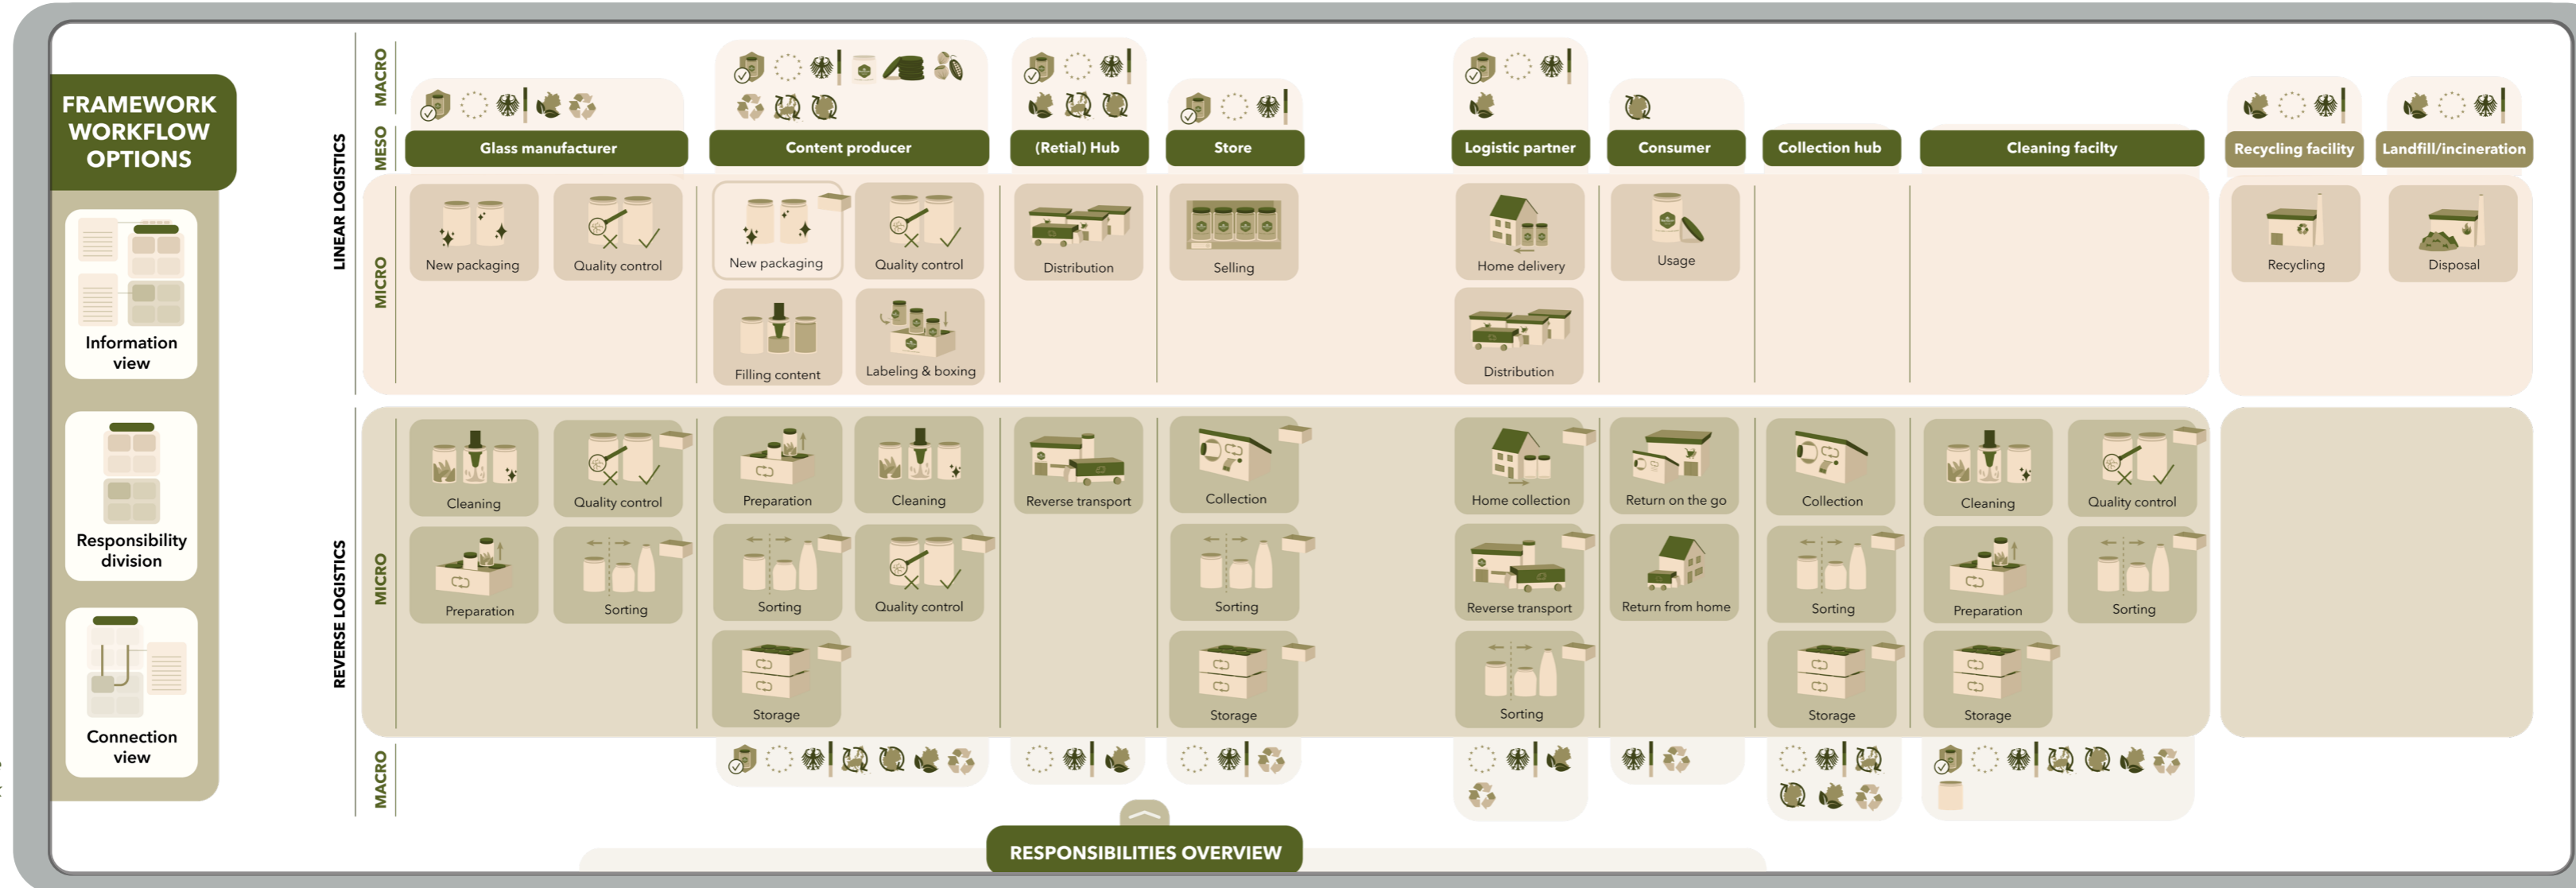 FRAMEWORK
WORKFLOW
OPTIONS
Information
view
Responsibility
division
Connection
view
LINEAR LOGISTICS
MACRO
MESO
MICRO
Glass manufacturer
Content producer
(Retial) Hub
Store
Logistic partner
Consumer
Collection hub
Cleaning facilty
Recycling facility
Landfill/incineration
New packaging
Quality control
New packaging
Quality control
Distribution
Selling
Home delivery
Usage
Recycling
Disposal
Filling content
Labeling & boxing
Distribution
REVERSE LOGISTICS
MICRO
MACRO
Cleaning
Quality control
Preparation
Cleaning
Reverse transport
Collection
Home collection
Return on the go
Collection
Cleaning
Quality control
Preparation
Sorting
Sorting
Quality control
Sorting
Reverse transport
Return from home
Sorting
Preparation
Sorting
Storage
Storage
Sorting
Storage
Storage
RESPONSIBILITIES OVERVIEW